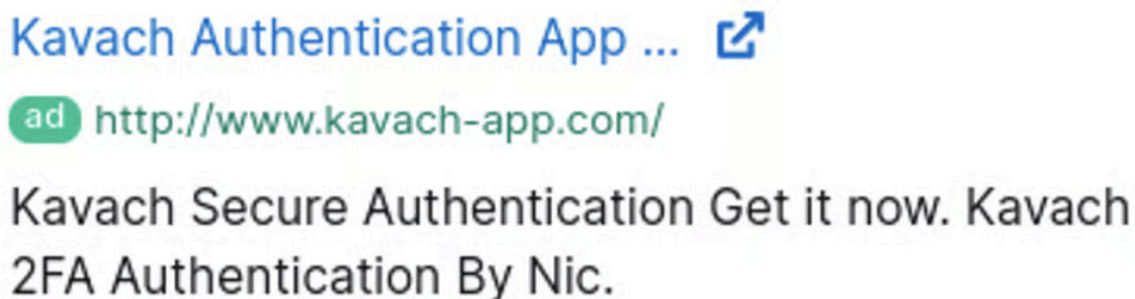 Kavach Authentication App ...
ad http://www.kavach-app.com/
Kavach Secure Authentication Get it now. Kavach
2FA Authentication By Nic.